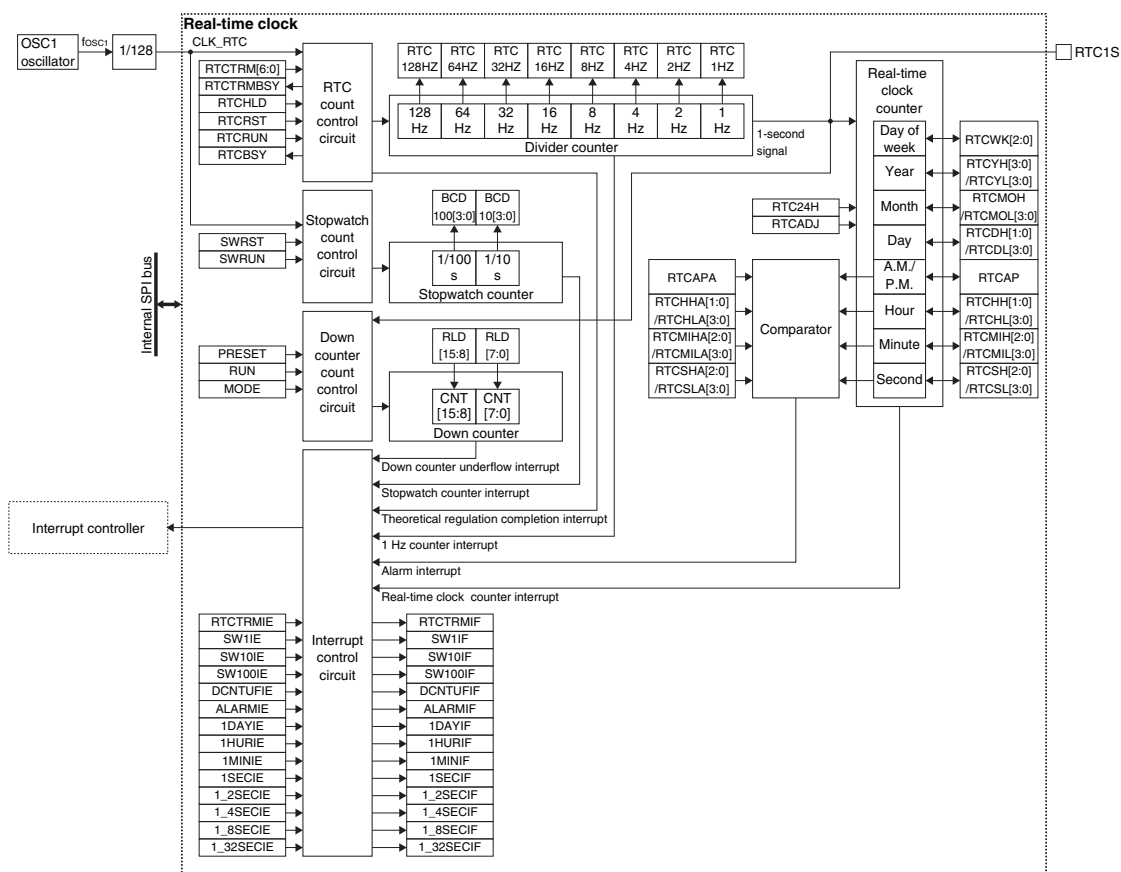 Real-time clock
OSC1
oscillator
fOSC1
1/128
CLK_RTC
RTCTRM[6:0]
RTCTRMBSY
RTCHLD
RTCRST
RTCRUN
RTCBSY
RTC
count
control
circuit
RTC
128HZ
RTC
64HZ
RTC
32HZ
RTC
16HZ
RTC
8HZ
RTC
4HZ
RTC
2HZ
RTC
1HZ
128
Hz
64
Hz
32
Hz
16
Hz
8
Hz
4
Hz
2
Hz
1
Hz
Divider counter
1-second
signal
RTC1S
Real-time
clock
counter
Day of
week
Year
Month
Day
A.M./
P.M.
Hour
Minute
Second
RTCWK[2:0]
RTCYH[3:0]
/RTCYL[3:0]
RTCMOH
/RTCMOL[3:0]
RTCDH[1:0]
/RTCDL[3:0]
RTCAP
RTCHH[1:0]
/RTCHL[3:0]
RTCMIH[2:0]
/RTCMIL[3:0]
RTCSH[2:0]
/RTCSL[3:0]
RTC24H
RTCADJ
RTCAPA
RTCHHA[1:0]
/RTCHLA[3:0]
RTCMIHA[2:0]
/RTCMILA[3:0]
RTCSHA[2:0]
/RTCSLA[3:0]
Comparator
SWRST
SWRUN
Stopwatch
count
control
circuit
BCD
100[3:0]
BCD
10[3:0]
1/100
s
1/10
s
Stopwatch counter
Internal SPI bus
PRESET
RUN
MODE
Down
counter
count
control
circuit
RLD
[15:8]
RLD
[7:0]
CNT
[15:8]
CNT
[7:0]
Down counter
Down counter underflow interrupt
Stopwatch counter interrupt
Theoretical regulation completion interrupt
1 Hz counter interrupt
Alarm interrupt
Real-time clock counter interrupt
Interrupt controller
Interrupt
control
circuit
RTCTRMIE
SW1IE
SW10IE
SW100IE
DCNTUFIE
ALARMIE
1DAYIE
1HURIE
1MINIE
1SECIE
1_2SECIE
1_4SECIE
1_8SECIE
1_32SECIE
RTCTRMIF
SW1IF
SW10IF
SW100IF
DCNTUFIF
ALARMIF
1DAYIF
1HURIF
1MINIF
1SECIF
1_2SECIF
1_4SECIF
1_8SECIF
1_32SECIF